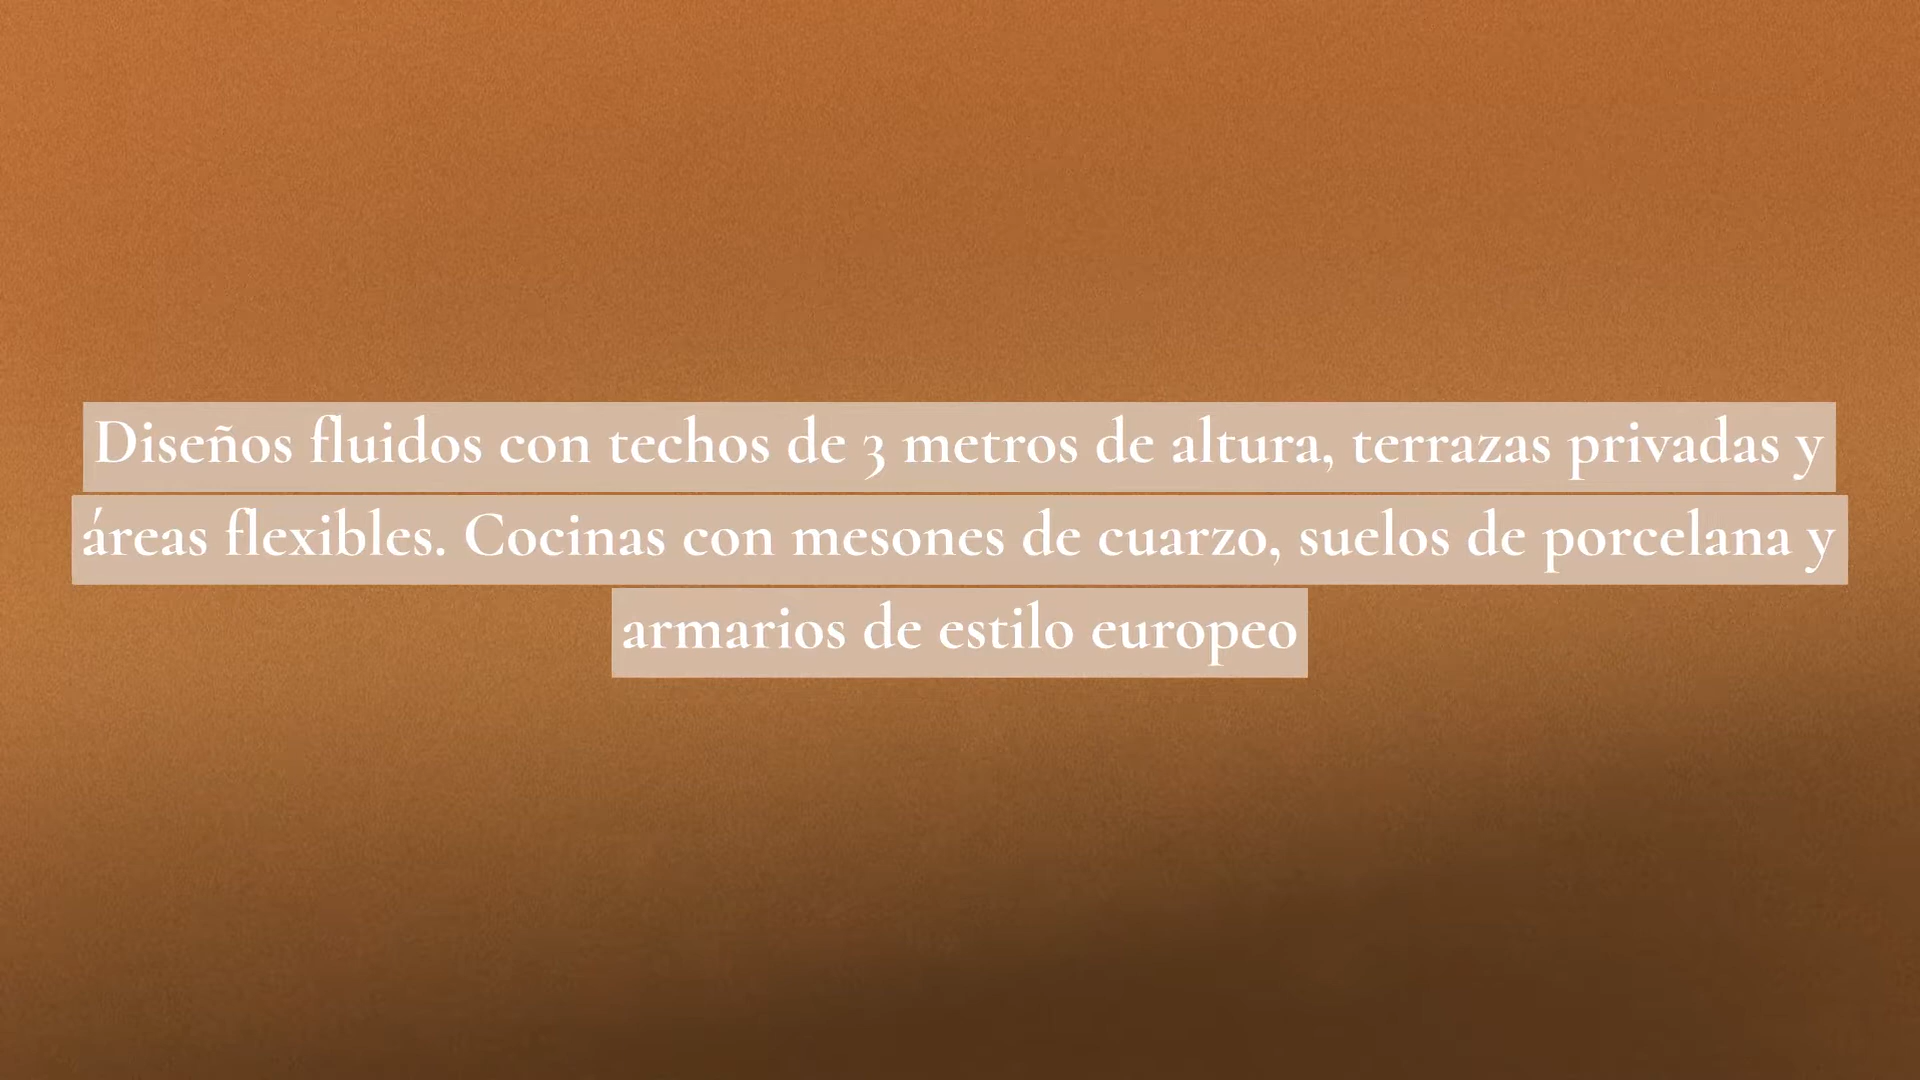 Diseños fluidos con techos de 3 metros de altura, terrazas privadas y
áreas flexibles. Cocinas con mesones de cuarzo, suelos de porcelana y
armarios de estilo europeo